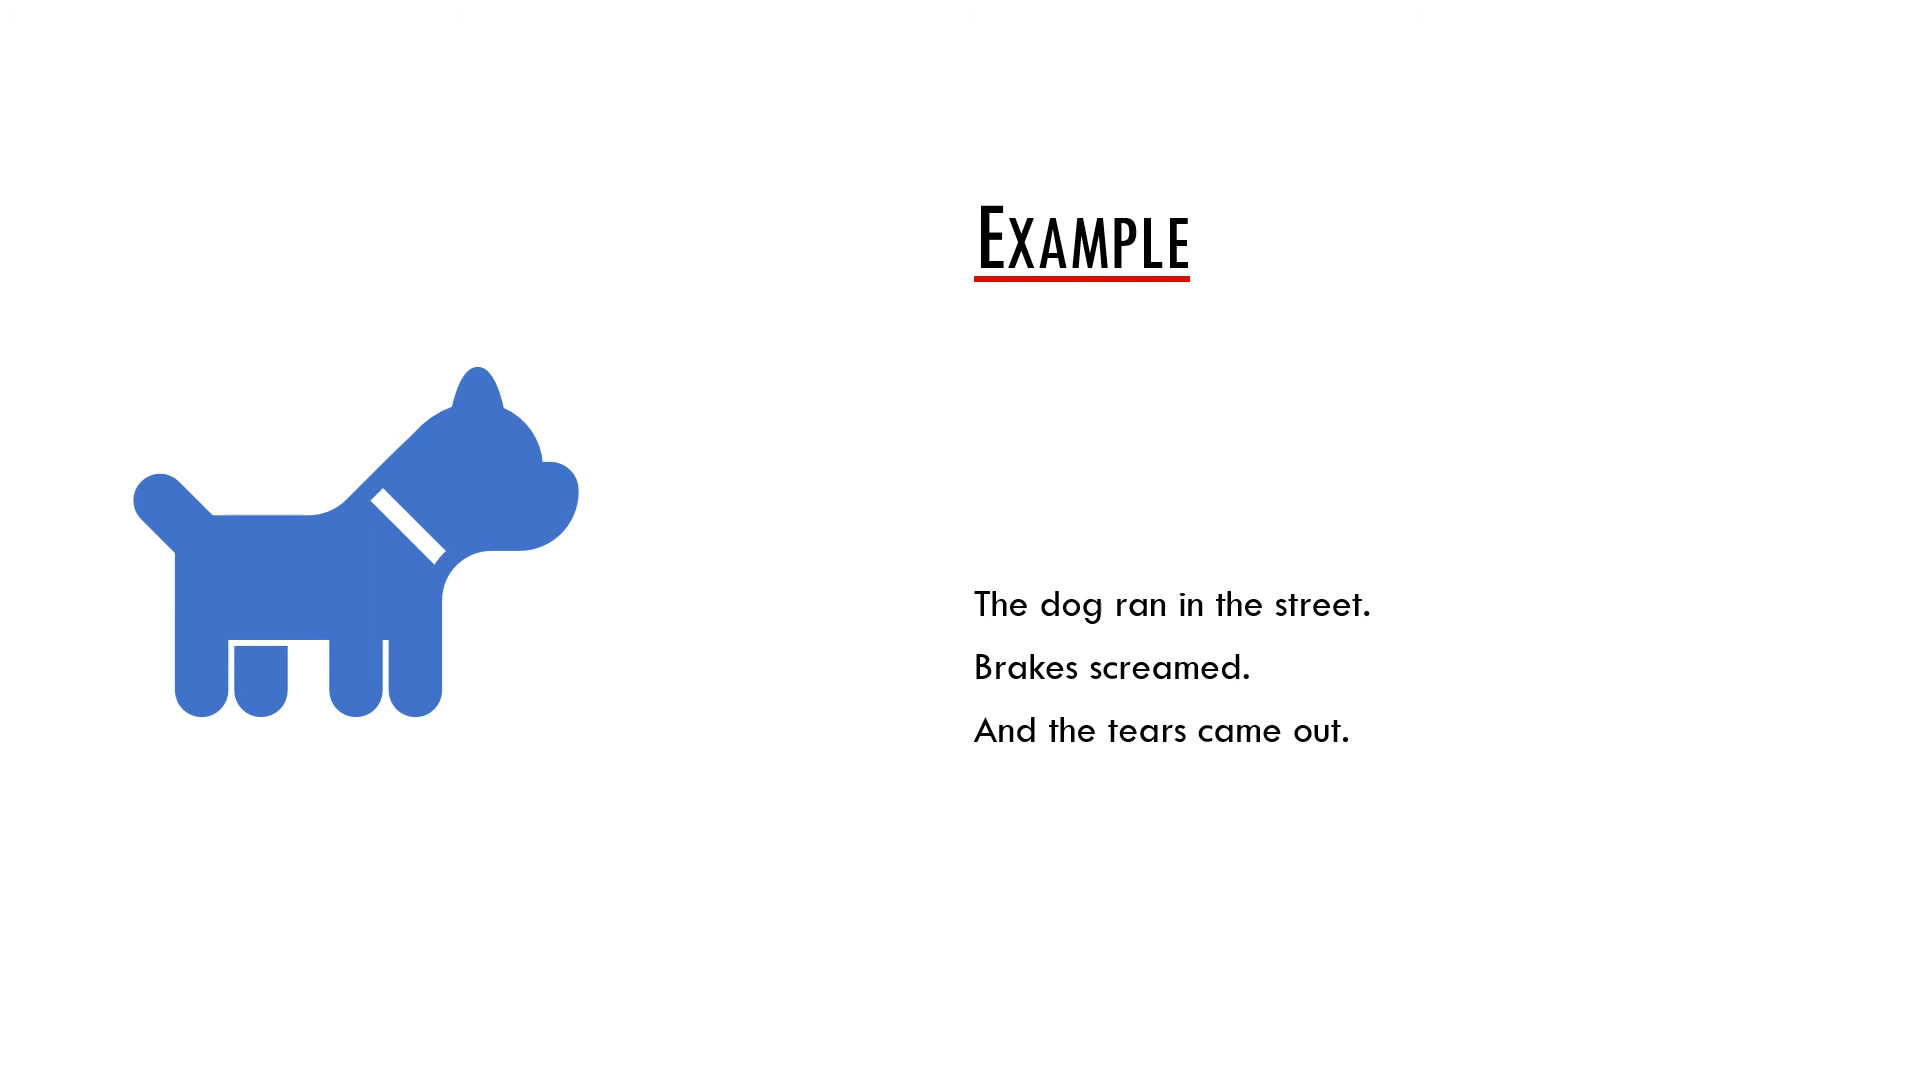 EXAMPLE
The dog ran in the street.
Brakes screamed.
And the tears came out.